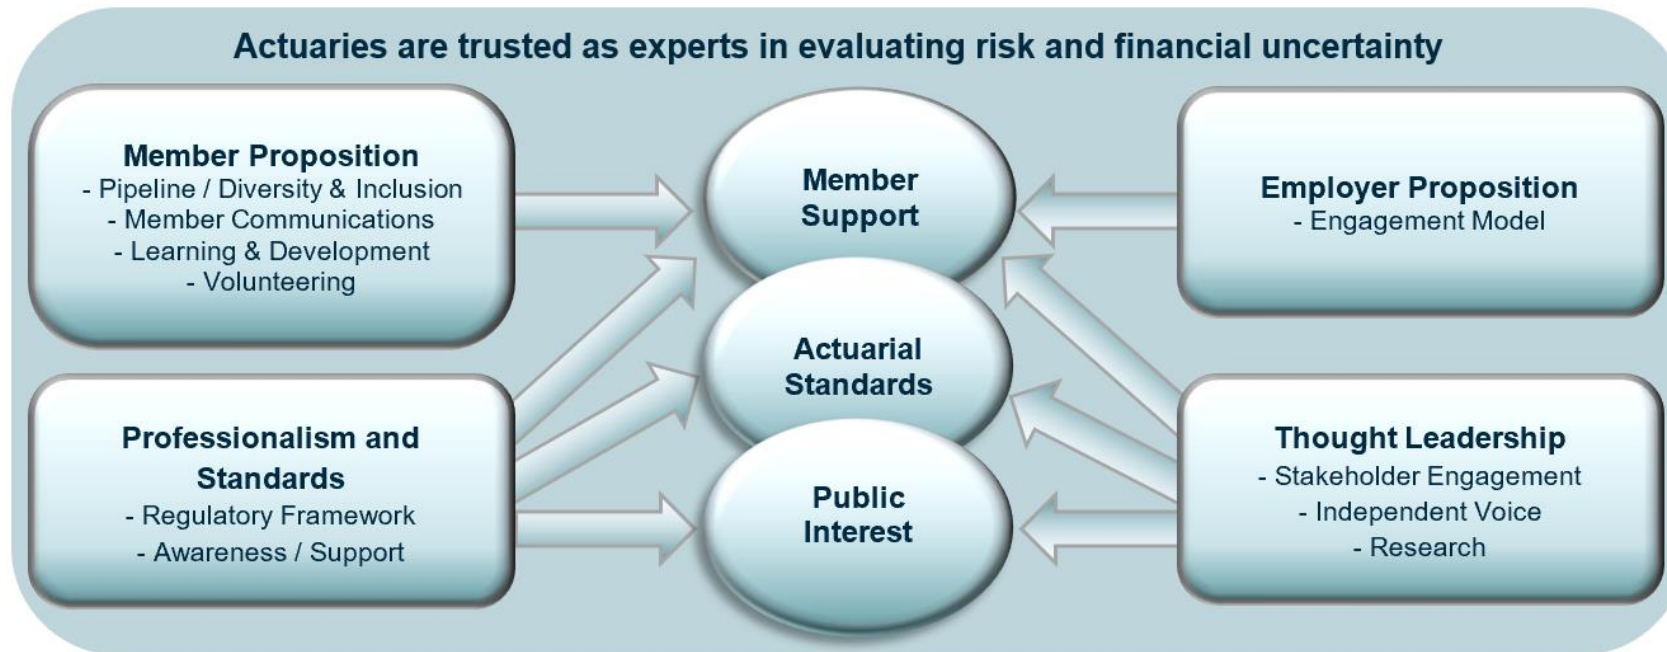 Actuaries are trusted as experts in evaluating risk and financial uncertainty
Member Proposition
- Pipeline / Diversity & Inclusion
- Member Communications
- Learning & Development
- Volunteering
Member
Support
Employer Proposition
- Engagement Model
Actuarial
Standards
Professionalism and
Standards
- Regulatory Framework
- Awareness / Support
Public
Interest
Thought Leadership
- Stakeholder Engagement
- Independent Voice
- Research